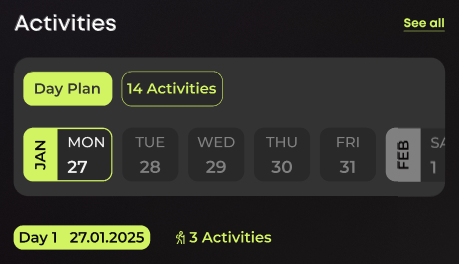 Activities See all
Day Plan 14 Activities
JAN MON TUE WED THU FRI FEB
27 28 29 30 31 1
Day 1 27.01.2025 3 Activities